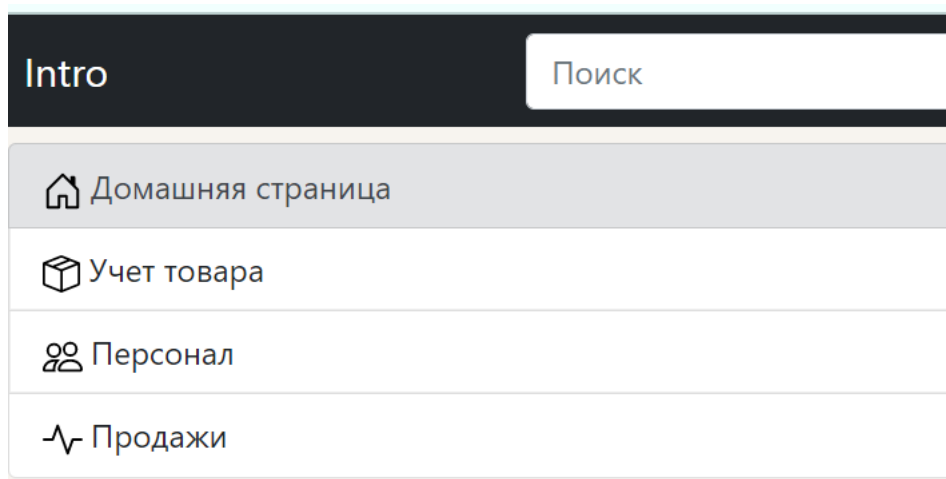 Intro
Поиск
Домашняя страница
Учет товара
Персонал
Продажи